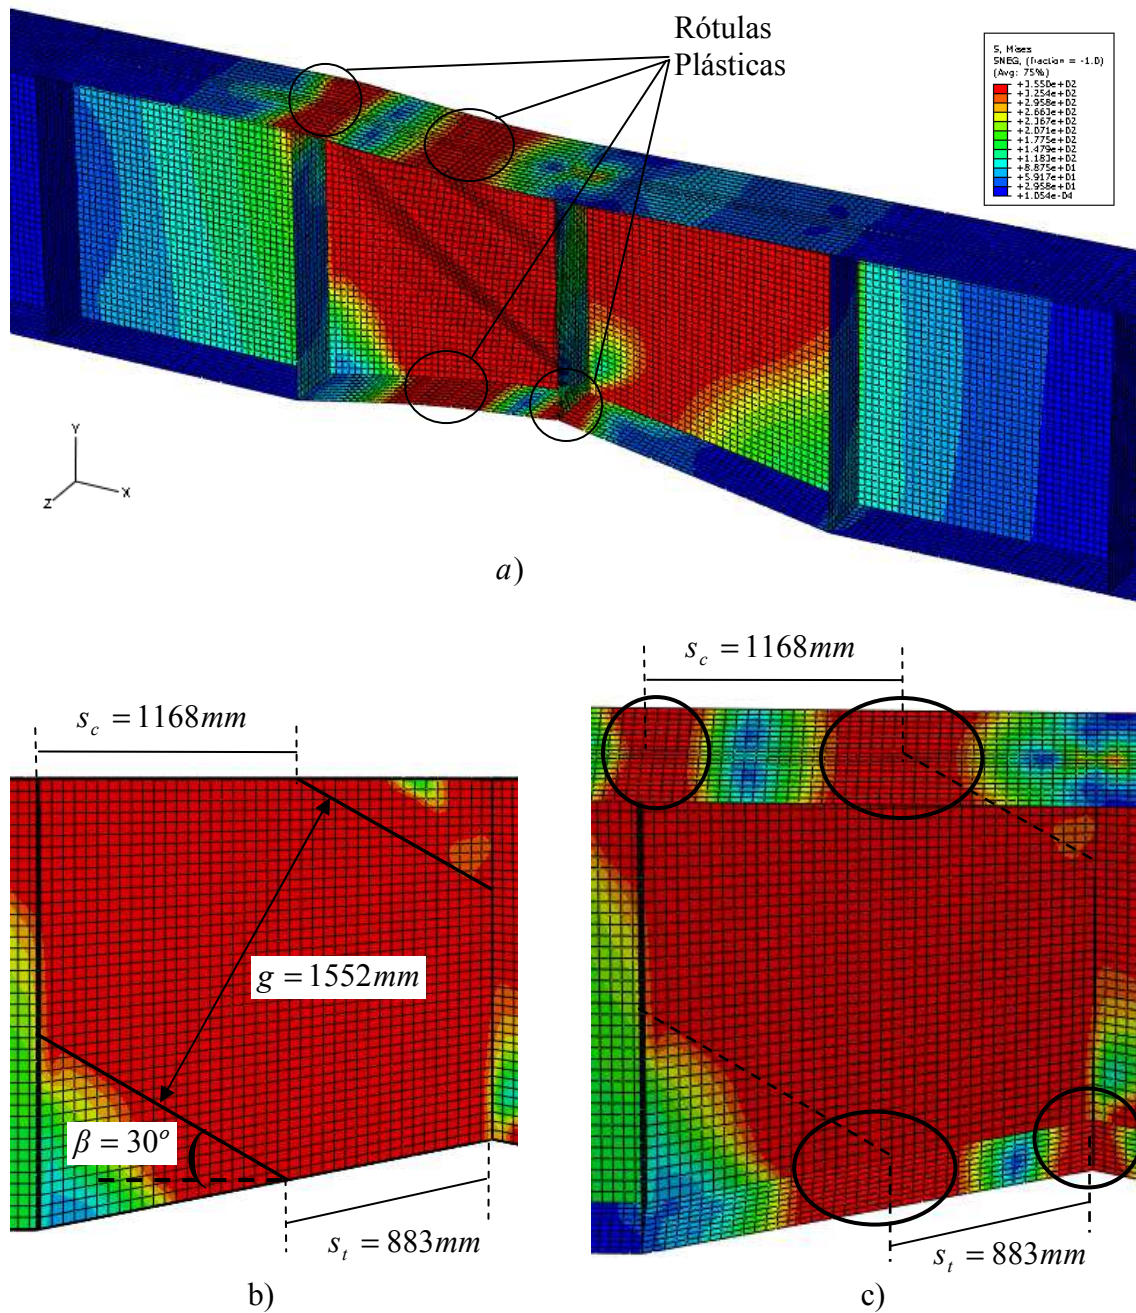 Rótulas
Plásticas
S, Mises
SNEG, (fraction = -1.0)
(Avg: 75%)
+3.550e+02
+3.254e+02
+2.958e+02
+2.663e+02
+2.367e+02
+2.071e+02
+1.775e+02
+1.479e+02
+1.183e+02
+8.875e+01
+5.917e+01
+2.958e+01
+1.054e-04
Y
Z
X
a)
s_c = 1168mm
g = 1552mm
β = 30º
s_t = 883mm
b)
s_c = 1168mm
s_t = 883mm
c)